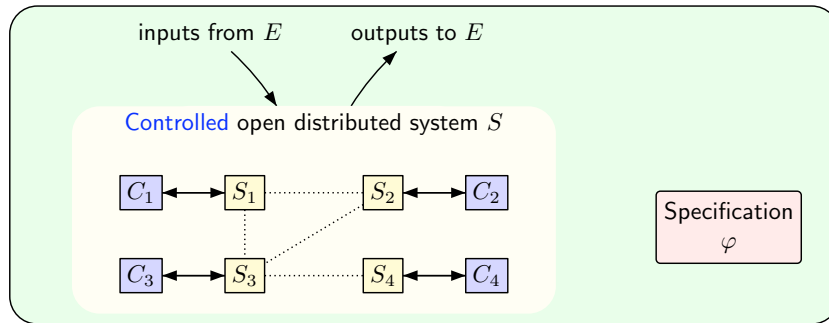 inputs from E outputs to E
Controlled open distributed system S
C₁ S₁ S₂ C₂
Specification
φ
C₃ S₃ S₄ C₄